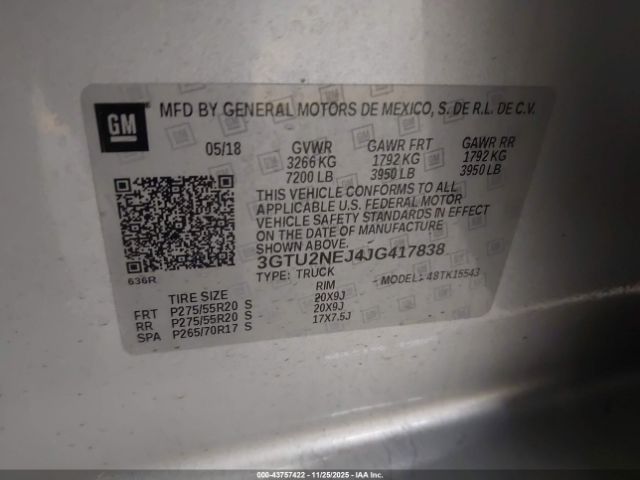 GM MFD BY GENERAL MOTORS DE MEXICO, S. DE R.L. DE C.V.
05/18 GVWR GAWR FRT GAWR RR
3266 KG 1792 KG 1792 KG
7200 LB 3950 LB 3950 LB
THIS VEHICLE CONFORMS TO ALL
APPLICABLE U.S. FEDERAL MOTOR
VEHICLE SAFETY STANDARDS IN EFFECT
ON THE DATE OF MANUFACTURE
SHOWN ABOVE.
3GTU2NEJ4JG417838
636R TYPE: TRUCK MODEL: 48TK15543
TIRE SIZE RIM
FRT P275/55R20 S 20X9J
RR P275/55R20 S 20X9J
SPA P265/70R17 S 17X7.5J
000-43757422 - 11/25/2025 - IAA Inc.